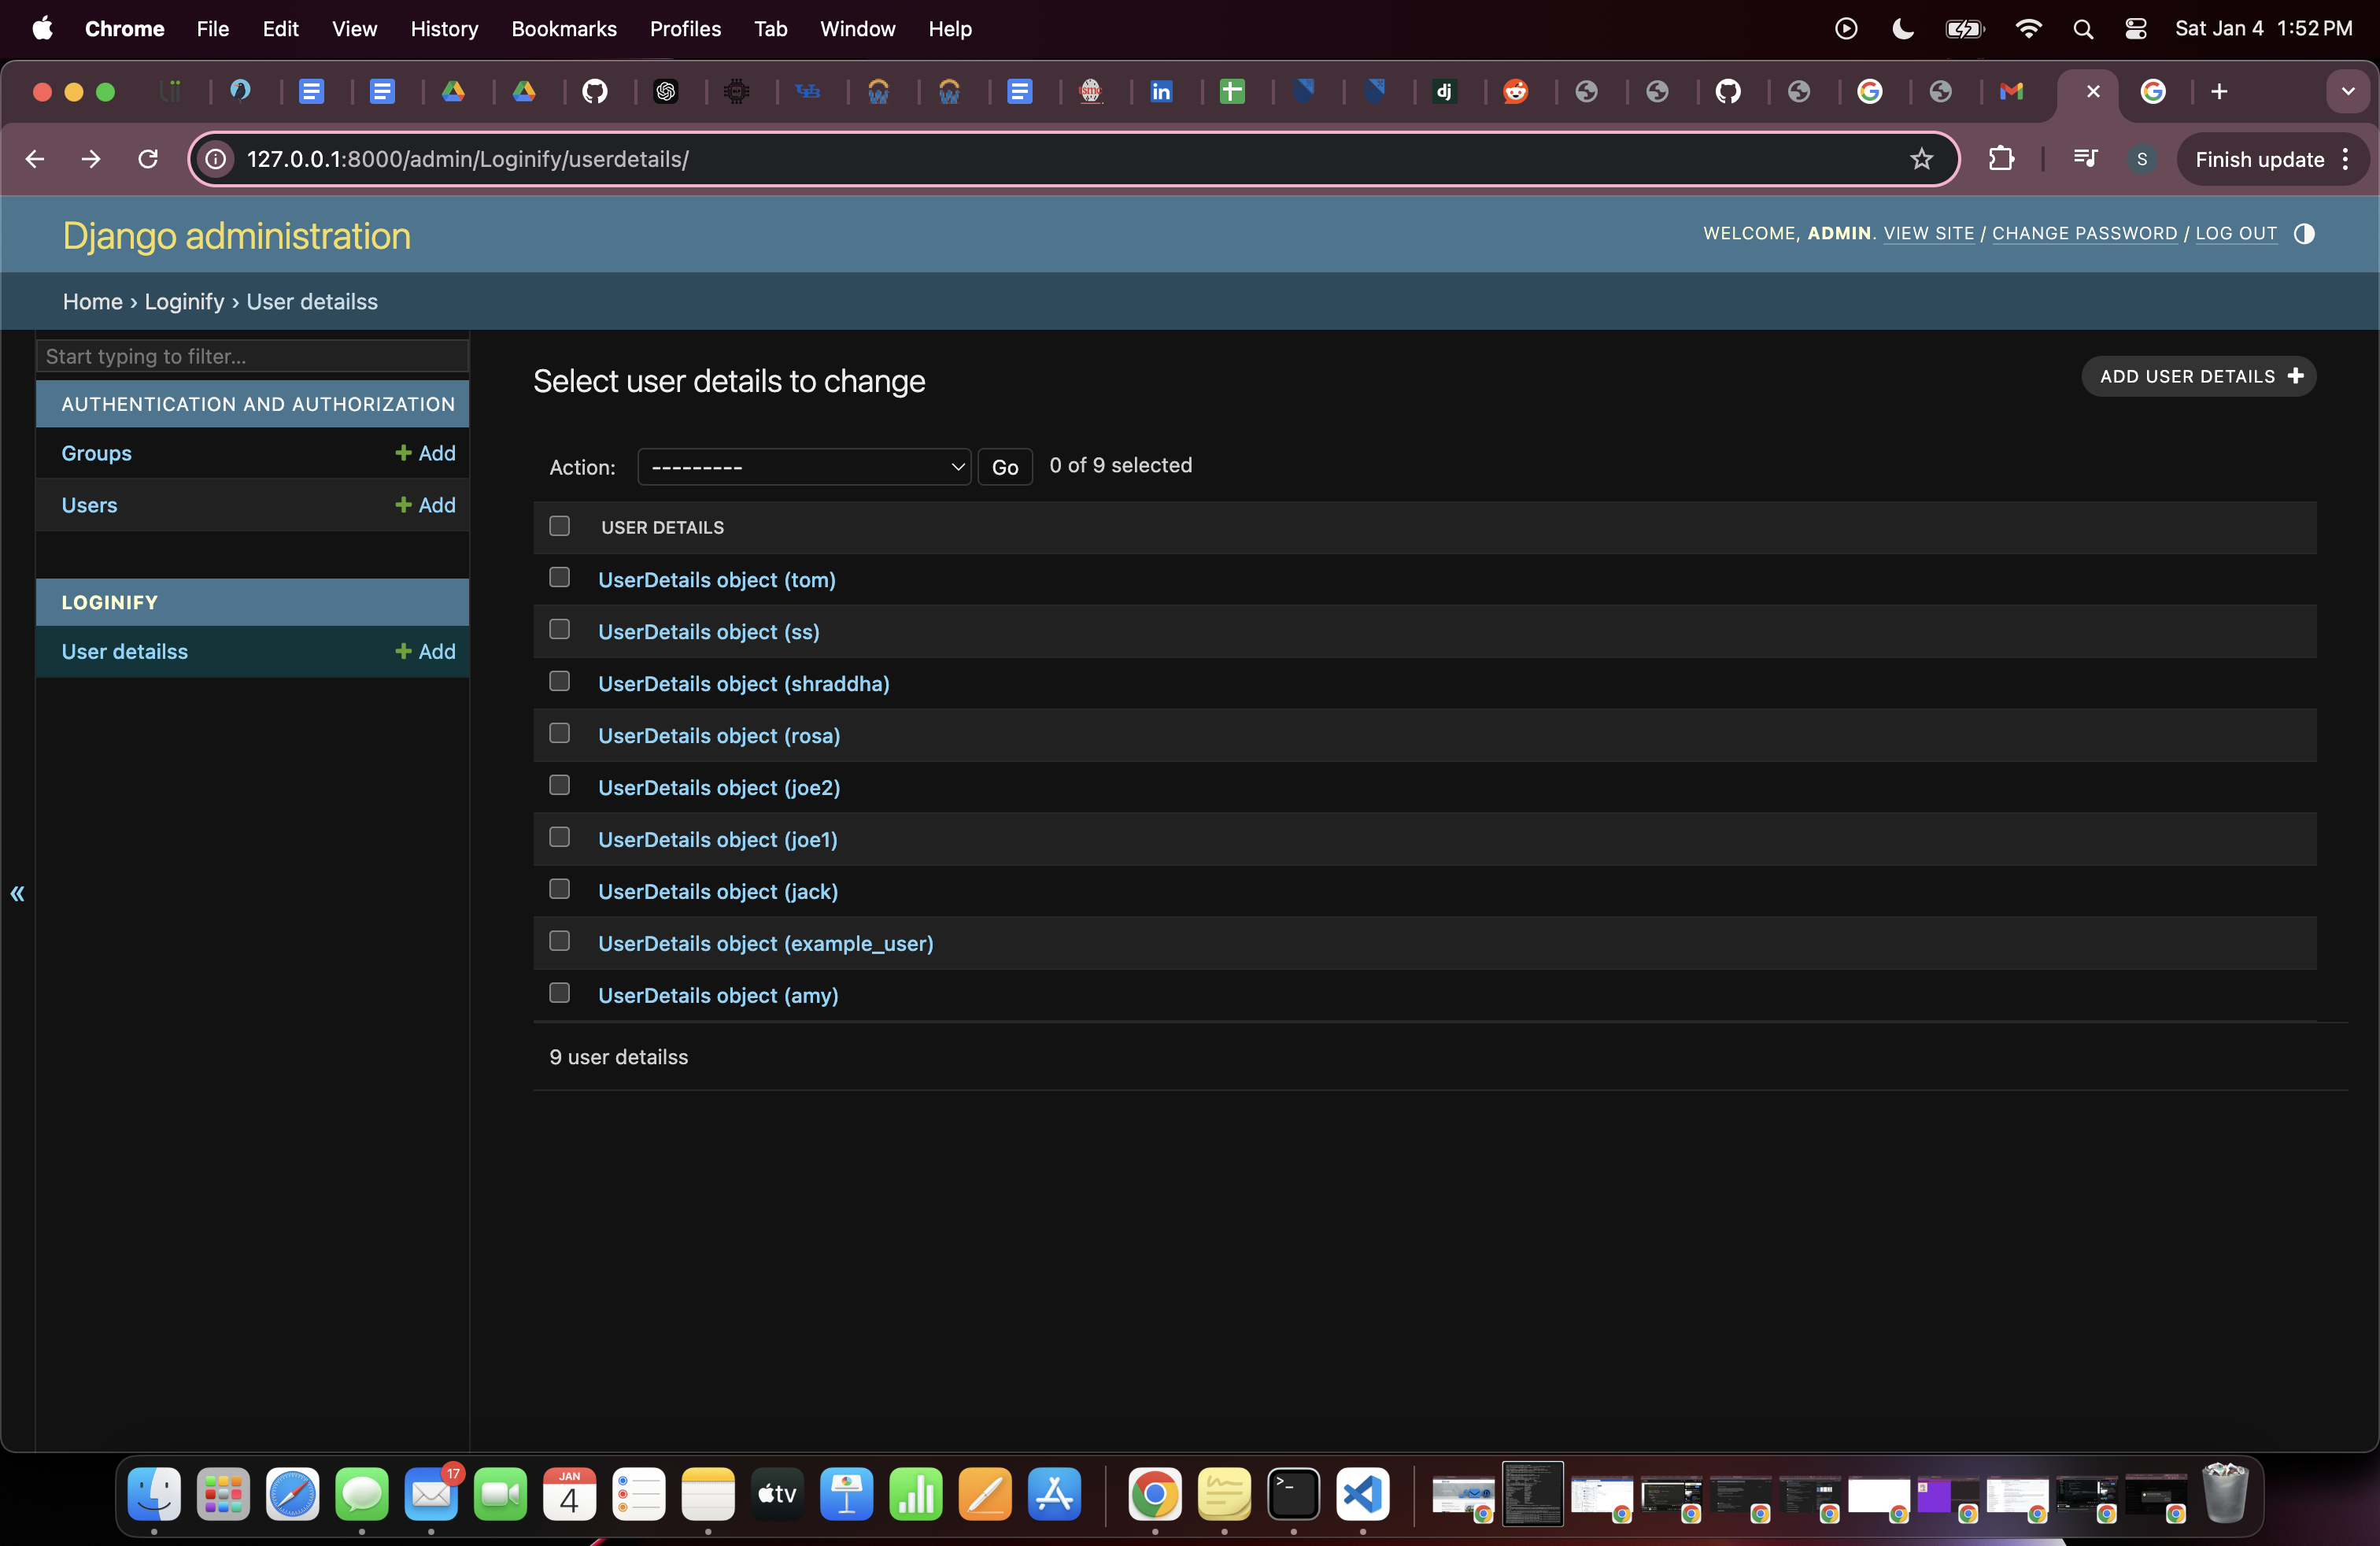 Chrome File Edit View History Bookmarks Profiles Tab Window Help Sat Jan 4 1:52 PM
127.0.0.1:8000/admin/Loginify/userdetails/ S Finish update
Django administration
WELCOME, ADMIN. VIEW SITE / CHANGE PASSWORD / LOG OUT
Home › Loginify › User detailss
Start typing to filter...
AUTHENTICATION AND AUTHORIZATION
Groups + Add
Users + Add
LOGINIFY
User detailss + Add
«
Select user details to change
ADD USER DETAILS +
Action: --------- Go 0 of 9 selected
USER DETAILS
UserDetails object (tom)
UserDetails object (ss)
UserDetails object (shraddha)
UserDetails object (rosa)
UserDetails object (joe2)
UserDetails object (joe1)
UserDetails object (jack)
UserDetails object (example_user)
UserDetails object (amy)
9 user detailss
17
JAN
4
tv